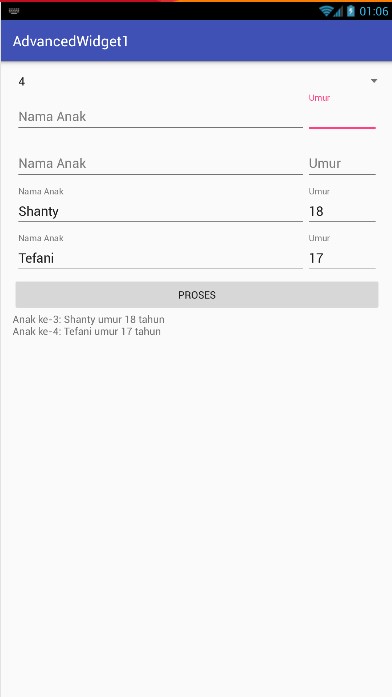 01:06
AdvancedWidget1
4
Umur
Nama Anak
Nama Anak Umur
Nama Anak Umur
Shanty 18
Nama Anak Umur
Tefani 17
PROSES
Anak ke-3: Shanty umur 18 tahun
Anak ke-4: Tefani umur 17 tahun